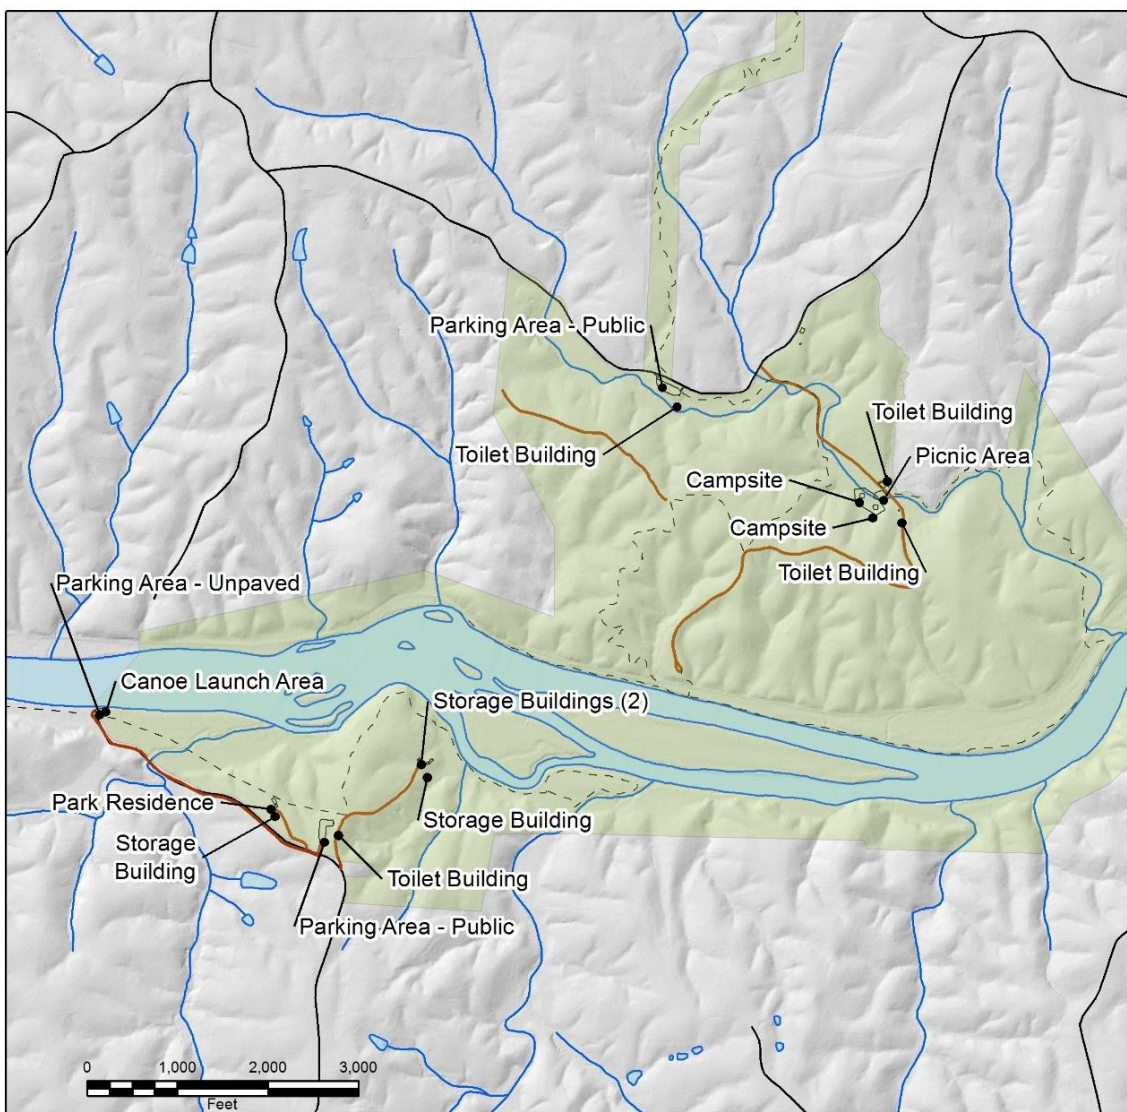 Parking Area - Public
Toilet Building
Toilet Building
Picnic Area
Campsite
Campsite
Toilet Building
Parking Area - Unpaved
Canoe Launch Area
Storage Buildings (2)
Park Residence
Storage Building
Storage
Building
Toilet Building
Parking Area - Public
0 1,000 2,000 3,000
Feet